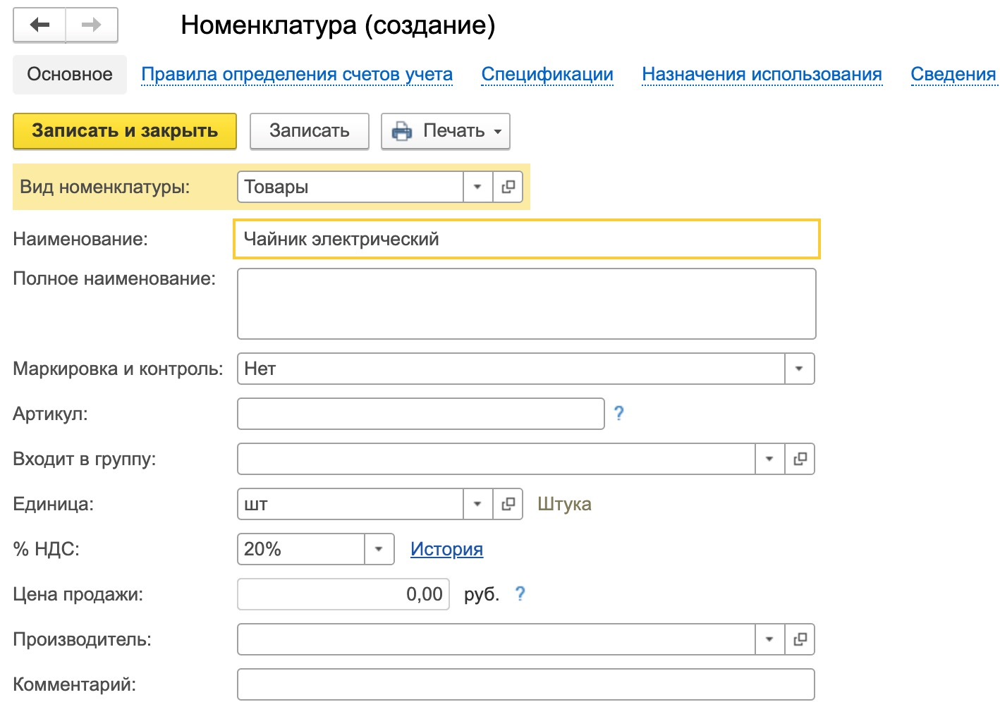 Номенклатура (создание)
Основное Правила определения счетов учета Спецификации Назначения использования Сведения
Записать и закрыть Записать Печать
Вид номенклатуры: Товары
Наименование: Чайник электрический
Полное наименование:
Маркировка и контроль: Нет
Артикул: ?
Входит в группу:
Единица: шт Штука
% НДС: 20% История
Цена продажи: 0,00 руб. ?
Производитель:
Комментарий: